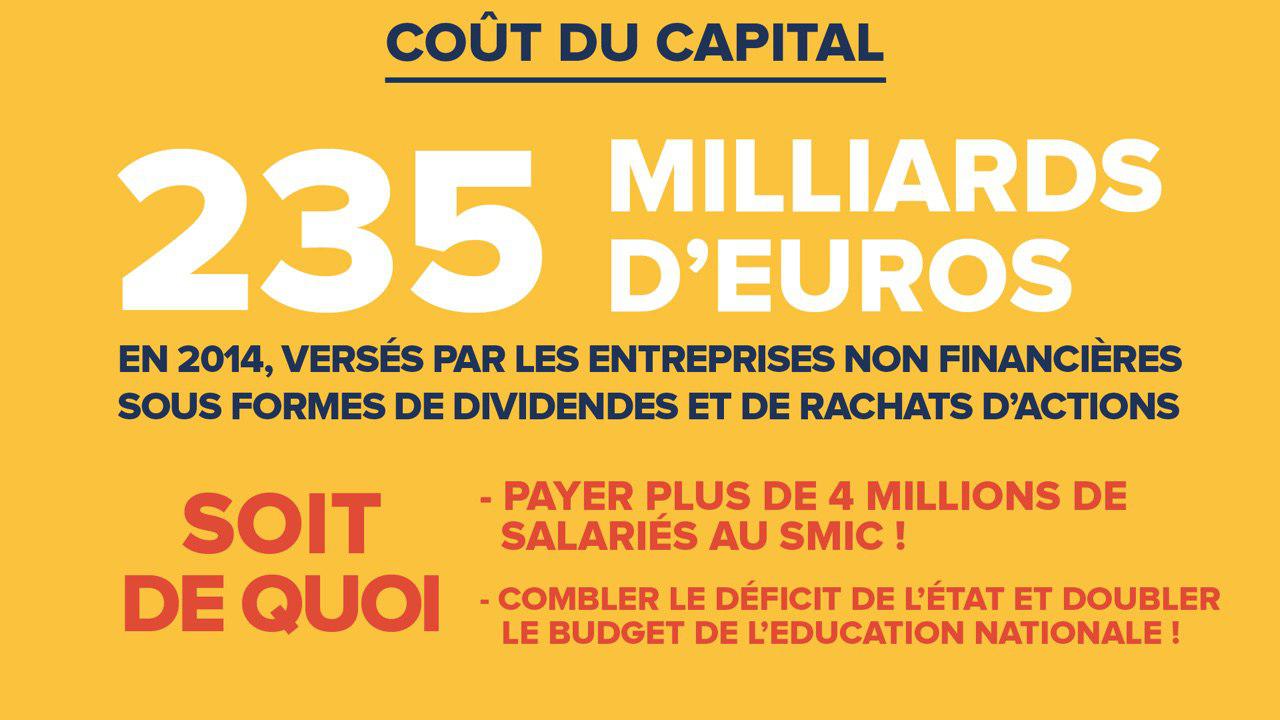 COÛT DU CAPITAL
235 MILLIARDS
D’EUROS
EN 2014, VERSÉS PAR LES ENTREPRISES NON FINANCIÈRES
SOUS FORMES DE DIVIDENDES ET DE RACHATS D’ACTIONS
SOIT
DE QUOI
- PAYER PLUS DE 4 MILLIONS DE
SALARIÉS AU SMIC !
- COMBLER LE DÉFICIT DE L’ÉTAT ET DOUBLER
LE BUDGET DE L’EDUCATION NATIONALE !